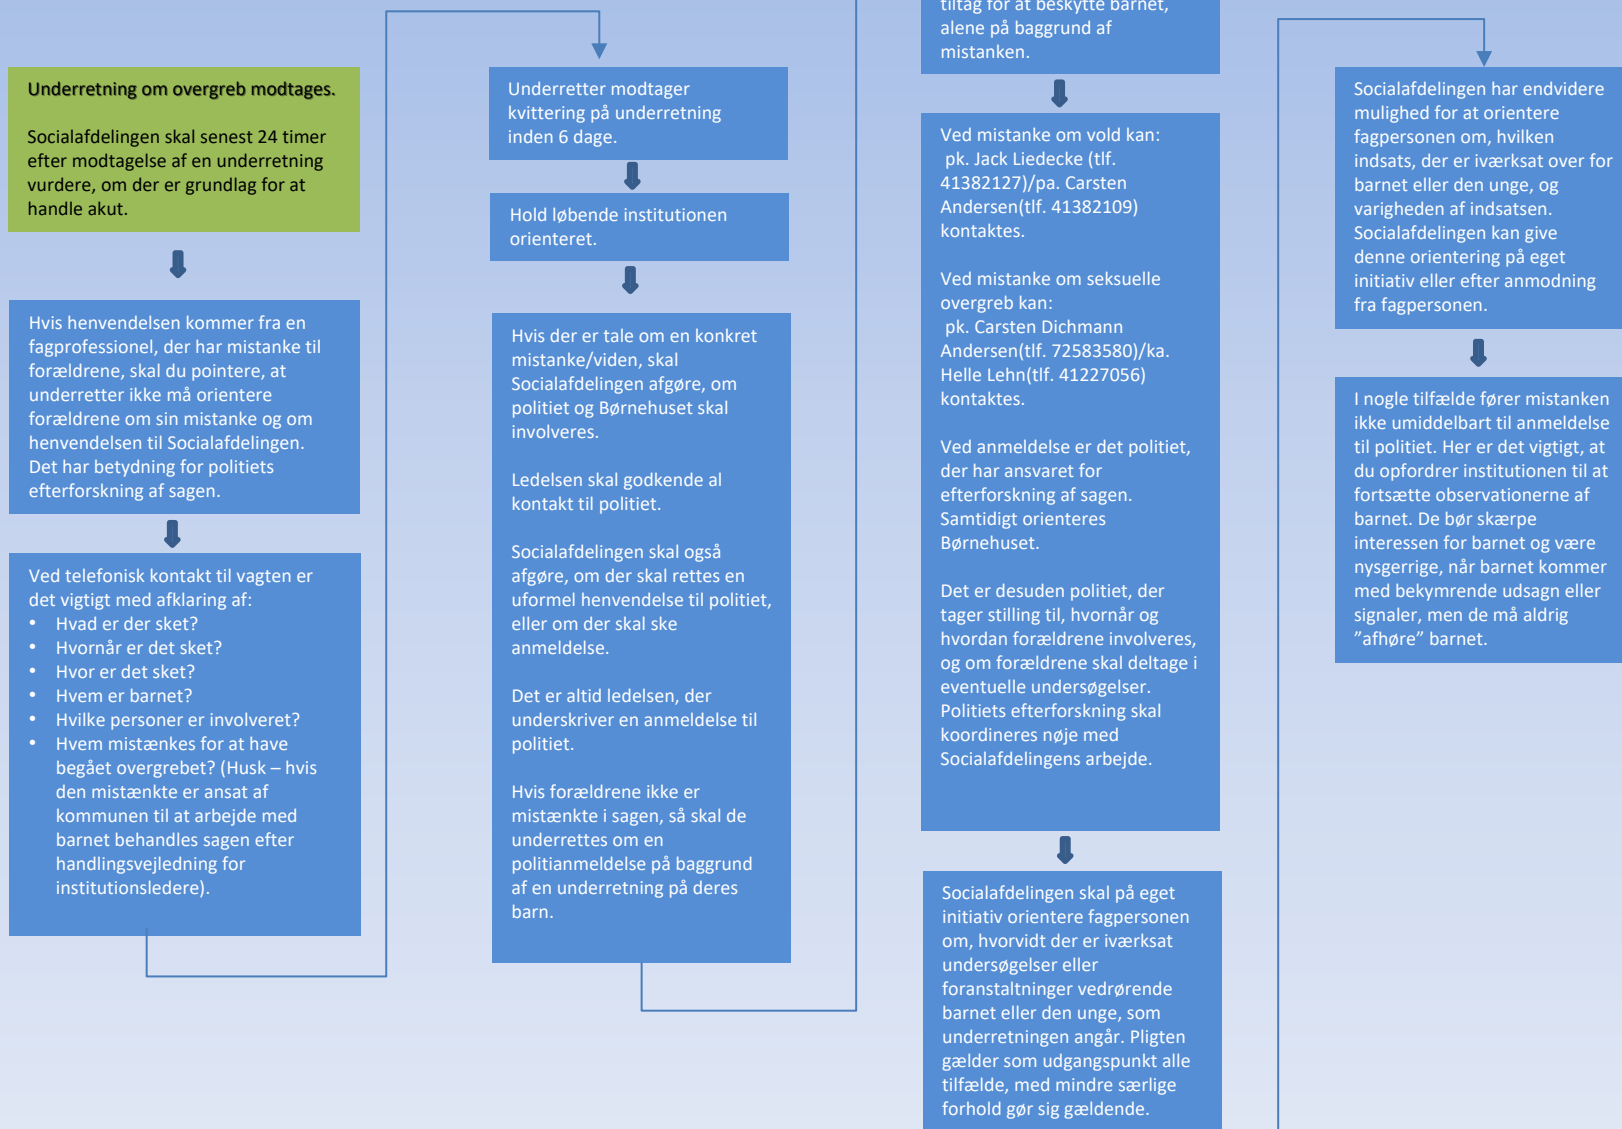 Underretning om overgreb modtages.
Socialafdelingen skal senest 24 timer
efter modtagelse af en underretning
vurdere, om der er grundlag for at
handle akut.
Hvis henvendelsen kommer fra en
fagprofessionel, der har mistanke til
forældrene, skal du pointere, at
underretter ikke må orientere
forældrene om sin mistanke og om
henvendelsen til Socialafdelingen.
Det har betydning for politiets
efterforskning af sagen.
Ved telefonisk kontakt til vagten er
det vigtigt med afklaring af:
• Hvad er der sket?
• Hvornår er det sket?
• Hvor er det sket?
• Hvem er barnet?
• Hvilke personer er involveret?
• Hvem mistænkes for at have
begået overgrebet? (Husk – hvis
den mistænkte er ansat af
kommunen til at arbejde med
barnet behandles sagen efter
handlingsvejledning for
institutionsledere).
Underretter modtager
kvittering på underretning
inden 6 dage.
Hold løbende institutionen
orienteret.
Hvis der er tale om en konkret
mistanke/viden, skal
Socialafdelingen afgøre, om
politiet og Børnehuset skal
involveres.
Ledelsen skal godkende al
kontakt til politiet.
Socialafdelingen skal også
afgøre, om der skal rettes en
uformel henvendelse til politiet,
eller om der skal ske
anmeldelse.
Det er altid ledelsen, der
underskriver en anmeldelse til
politiet.
Hvis forældrene ikke er
mistænkte i sagen, så skal de
underrettes om en
politianmeldelse på baggrund
af en underretning på deres
barn.
tiltag for at beskytte barnet,
alene på baggrund af
mistanken.
Ved mistanke om vold kan:
pk. Jack Liedecke (tlf.
41382127)/pa. Carsten
Andersen(tlf. 41382109)
kontaktes.
Ved mistanke om seksuelle
overgreb kan:
pk. Carsten Dichmann
Andersen(tlf. 72583580)/ka.
Helle Lehn(tlf. 41227056)
kontaktes.
Ved anmeldelse er det politiet,
der har ansvaret for
efterforskning af sagen.
Samtidigt orienteres
Børnehuset.
Det er desuden politiet, der
tager stilling til, hvornår og
hvordan forældrene involveres,
og om forældrene skal deltage i
eventuelle undersøgelser.
Politiets efterforskning skal
koordineres nøje med
Socialafdelingens arbejde.
Socialafdelingen skal på eget
initiativ orientere fagpersonen
om, hvorvidt der er iværksat
undersøgelser eller
foranstaltninger vedrørende
barnet eller den unge, som
underretningen angår. Pligten
gælder som udgangspunkt alle
tilfælde, med mindre særlige
forhold gør sig gældende.
Socialafdelingen har endvidere
mulighed for at orientere
fagpersonen om, hvilken
indsats, der er iværksat over for
barnet eller den unge, og
varigheden af indsatsen.
Socialafdelingen kan give
denne orientering på eget
initiativ eller efter anmodning
fra fagpersonen.
I nogle tilfælde fører mistanken
ikke umiddelbart til anmeldelse
til politiet. Her er det vigtigt, at
du opfordrer institutionen til at
fortsætte observationerne af
barnet. De bør skærpe
interessen for barnet og være
nysgerrige, når barnet kommer
med bekymrende udsagn eller
signaler, men de må aldrig
”afhøre” barnet.